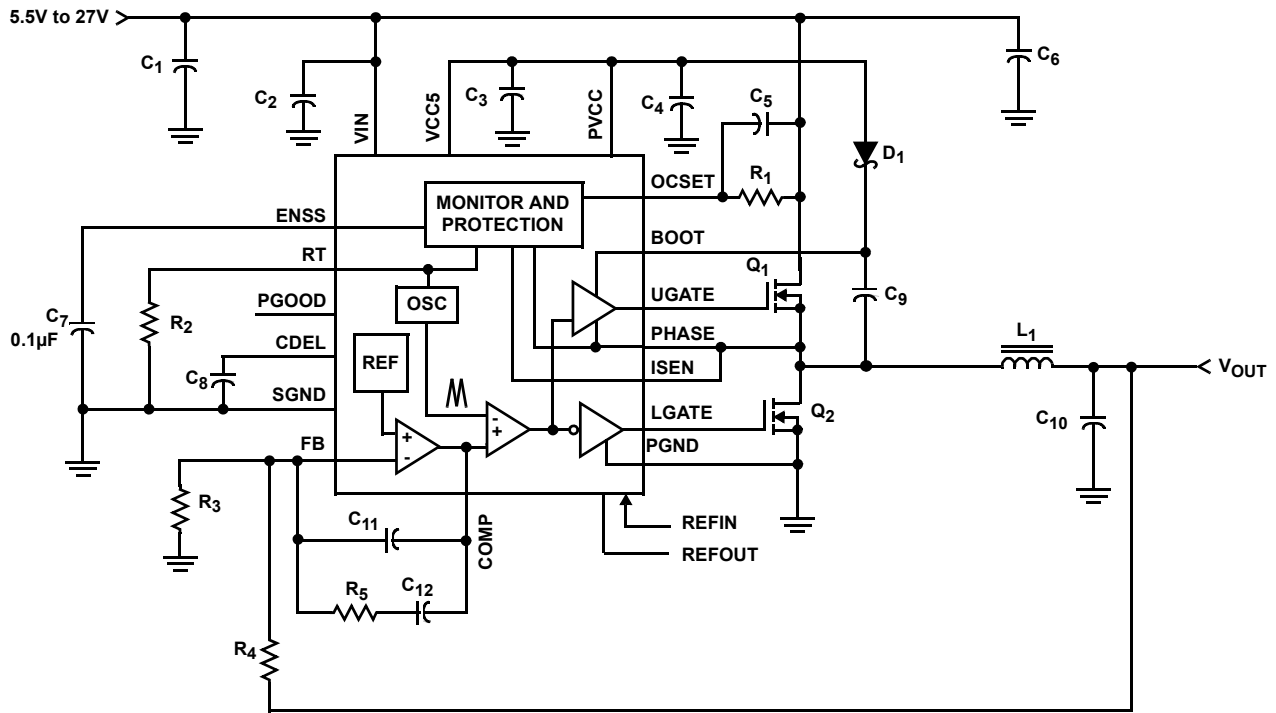 5.5V to 27V
C1
C2
VIN
VCC5
C3
PVCC
C4
C5
C6
D1
R1
OCSET
MONITOR AND
PROTECTION
ENSS
RT
BOOT
Q1
C9
OSC
UGATE
PGOOD
C7
0.1µF
R2
PHASE
L1
CDEL
REF
ISEN
VOUT
C8
SGND
LGATE
Q2
C10
+
-
-
+
FB
PGND
R3
C11
COMP
REFIN
REFOUT
R5
C12
R4